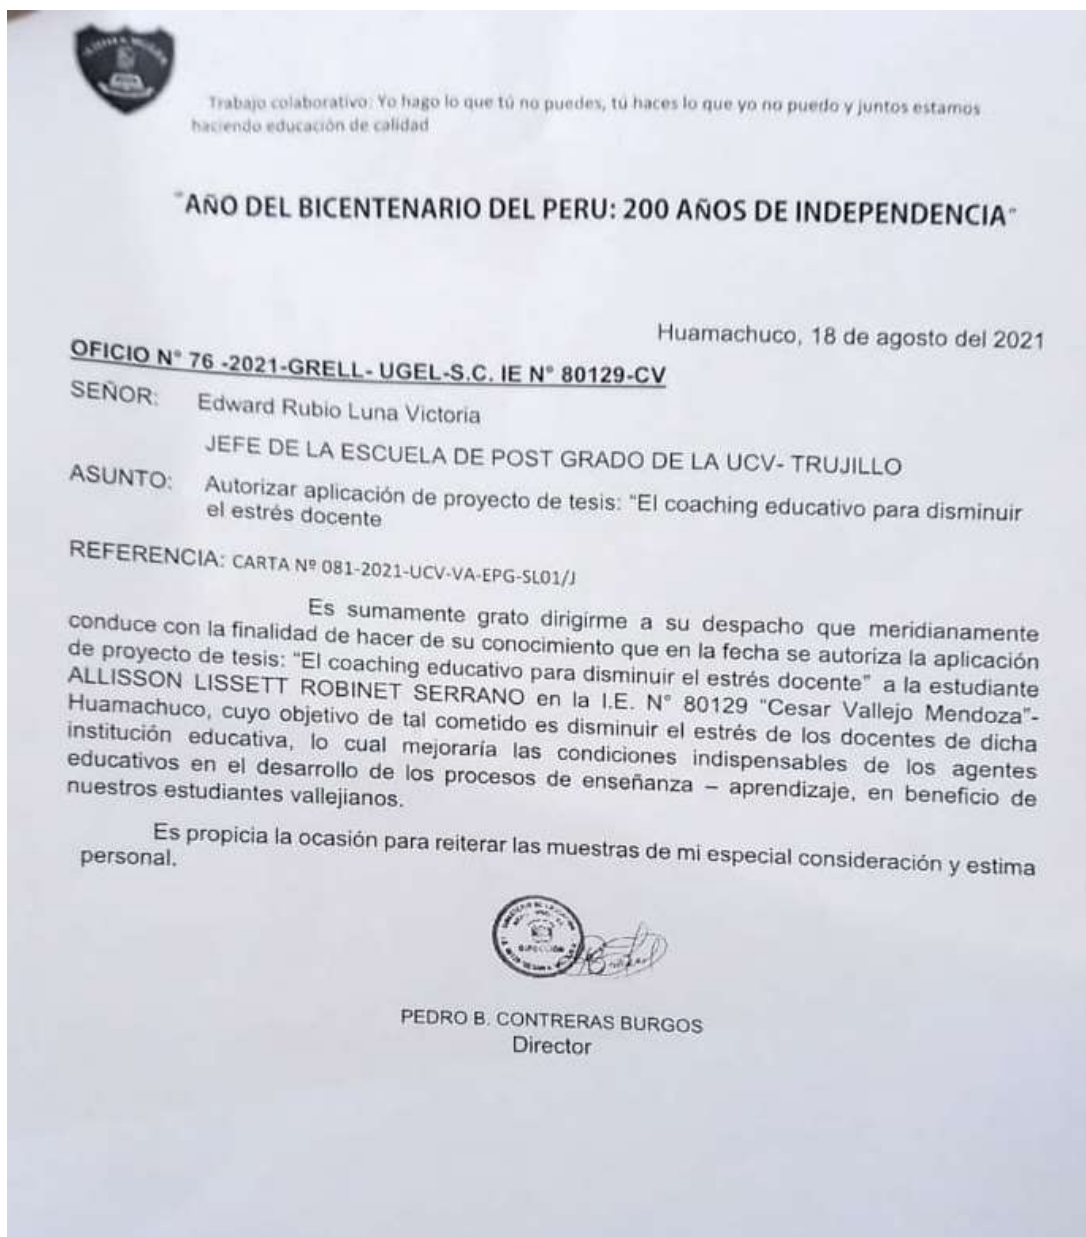 Trabajo colaborativo: Yo hago lo que tú no puedes, tú haces lo que yo no puedo y juntos estamos
haciendo educación de calidad
"AÑO DEL BICENTENARIO DEL PERU: 200 AÑOS DE INDEPENDENCIA"
Huamachuco, 18 de agosto del 2021
OFICIO N° 76 -2021-GRELL- UGEL-S.C. IE N° 80129-CV
SEÑOR: Edward Rubio Luna Victoria
JEFE DE LA ESCUELA DE POST GRADO DE LA UCV- TRUJILLO
ASUNTO: Autorizar aplicación de proyecto de tesis: "El coaching educativo para disminuir
el estrés docente
REFERENCIA: CARTA Nº 081-2021-UCV-VA-EPG-SL01/J
Es sumamente grato dirigirme a su despacho que meridianamente
conduce con la finalidad de hacer de su conocimiento que en la fecha se autoriza la aplicación
de proyecto de tesis: "El coaching educativo para disminuir el estrés docente" a la estudiante
ALLISSON LISSETT ROBINET SERRANO en la I.E. N° 80129 "Cesar Vallejo Mendoza"-
Huamachuco, cuyo objetivo de tal cometido es disminuir el estrés de los docentes de dicha
institución educativa, lo cual mejoraría las condiciones indispensables de los agentes
educativos en el desarrollo de los procesos de enseñanza – aprendizaje, en beneficio de
nuestros estudiantes vallejianos.
Es propicia la ocasión para reiterar las muestras de mi especial consideración y estima
personal.
DIRECCIÓN
PEDRO B. CONTRERAS BURGOS
Director